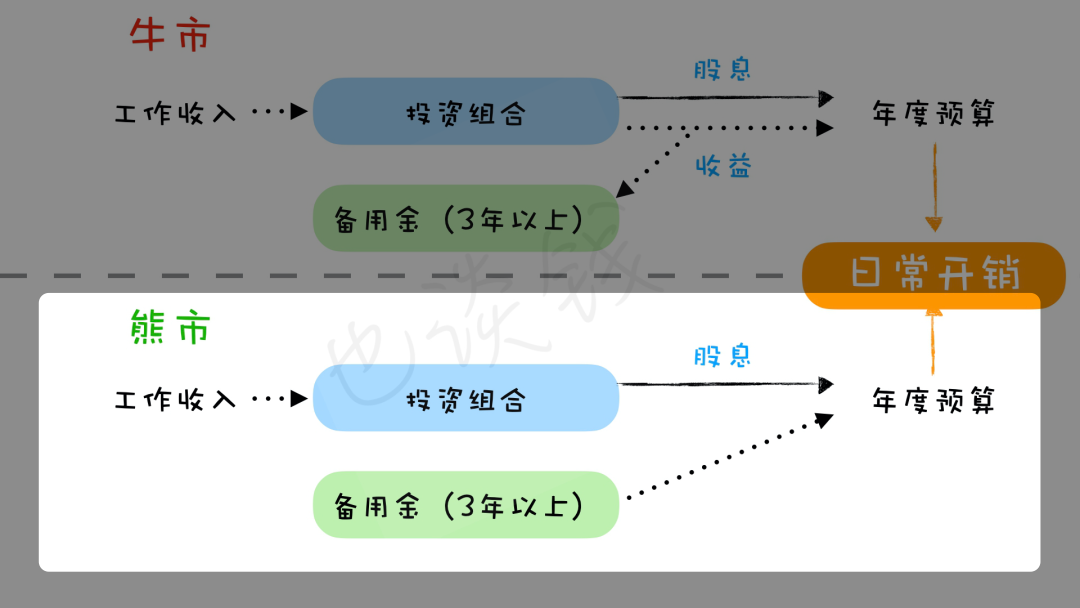 牛市
股息
工作收入
投资组合
年度预算
收益
备用金（3年以上）
日常开销
也谈钱
熊市
股息
工作收入
投资组合
年度预算
备用金（3年以上）